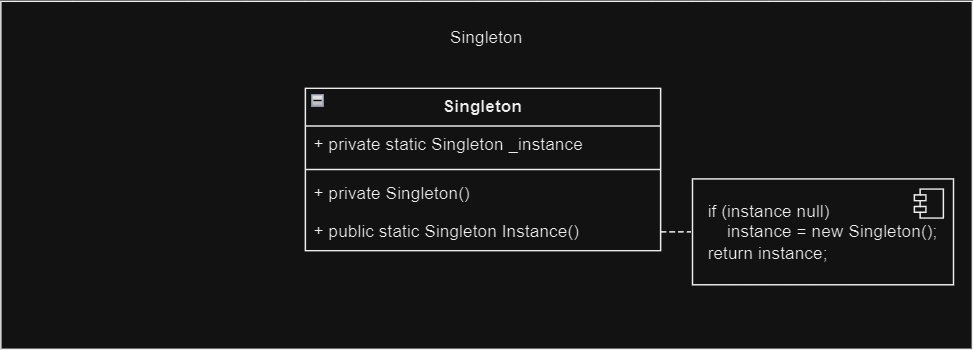 Singleton
Singleton
+ private static Singleton _instance
+ private Singleton()
+ public static Singleton Instance()
if (instance null)
instance = new Singleton();
return instance;